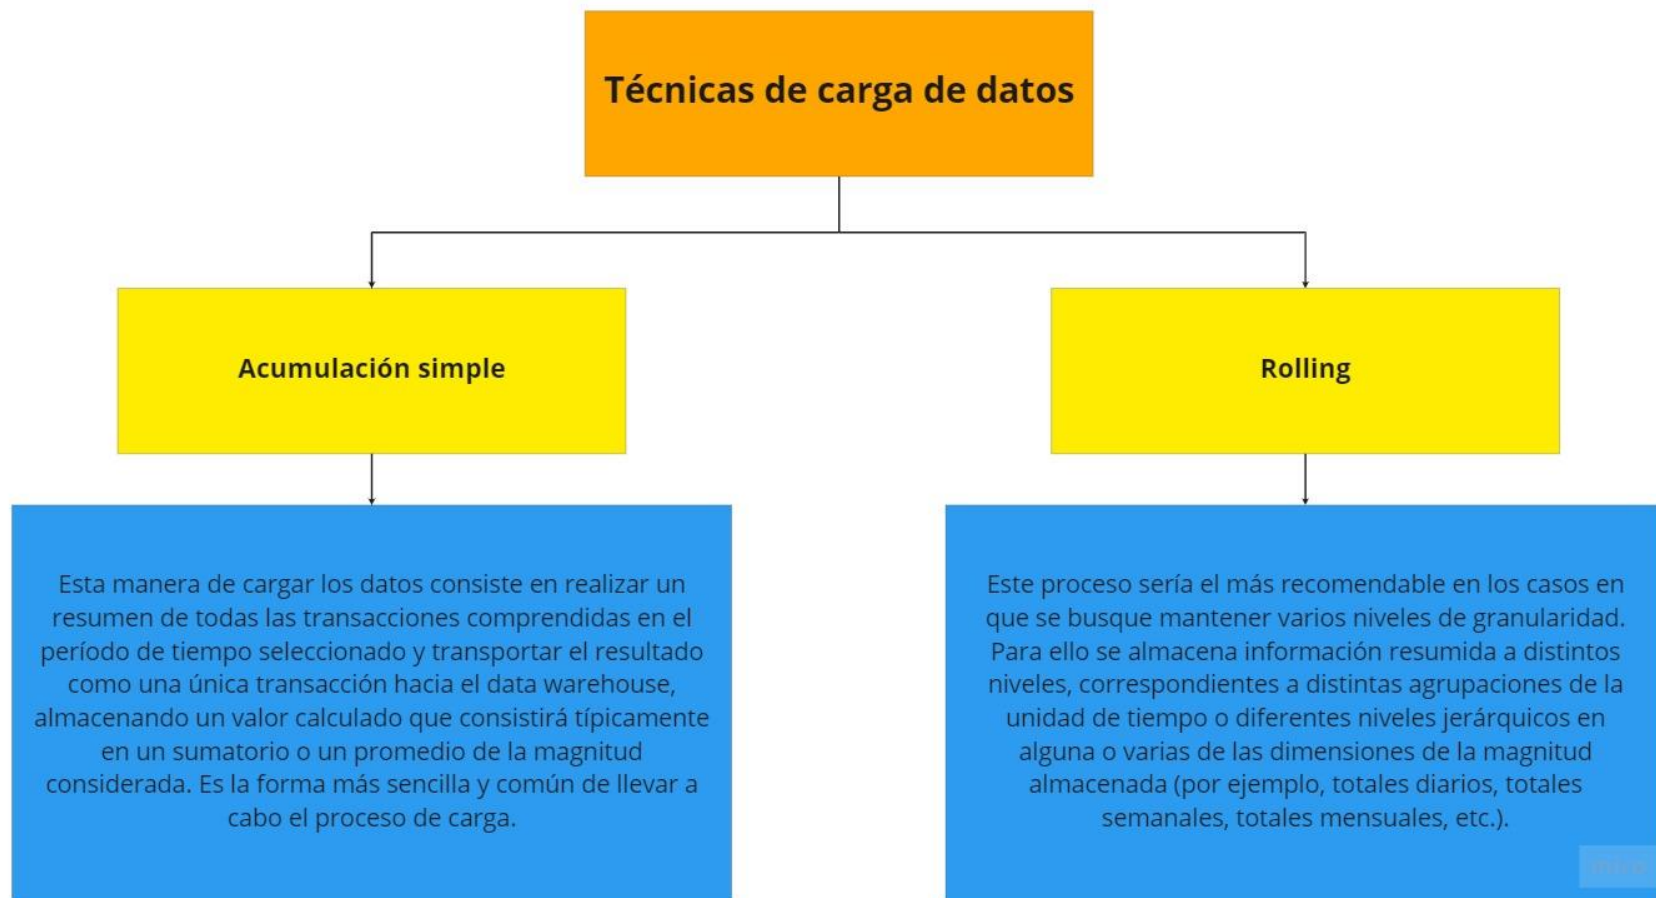 Técnicas de carga de datos
Acumulación simple
Rolling
Esta manera de cargar los datos consiste en realizar un
resumen de todas las transacciones comprendidas en el
período de tiempo seleccionado y transportar el resultado
como una única transacción hacia el data warehouse,
almacenando un valor calculado que consistirá típicamente
en un sumatorio o un promedio de la magnitud
considerada. Es la forma más sencilla y común de llevar a
cabo el proceso de carga.
Este proceso sería el más recomendable en los casos en
que se busque mantener varios niveles de granularidad.
Para ello se almacena información resumida a distintos
niveles, correspondientes a distintas agrupaciones de la
unidad de tiempo o diferentes niveles jerárquicos en
alguna o varias de las dimensiones de la magnitud
almacenada (por ejemplo, totales diarios, totales
semanales, totales mensuales, etc.).
miro